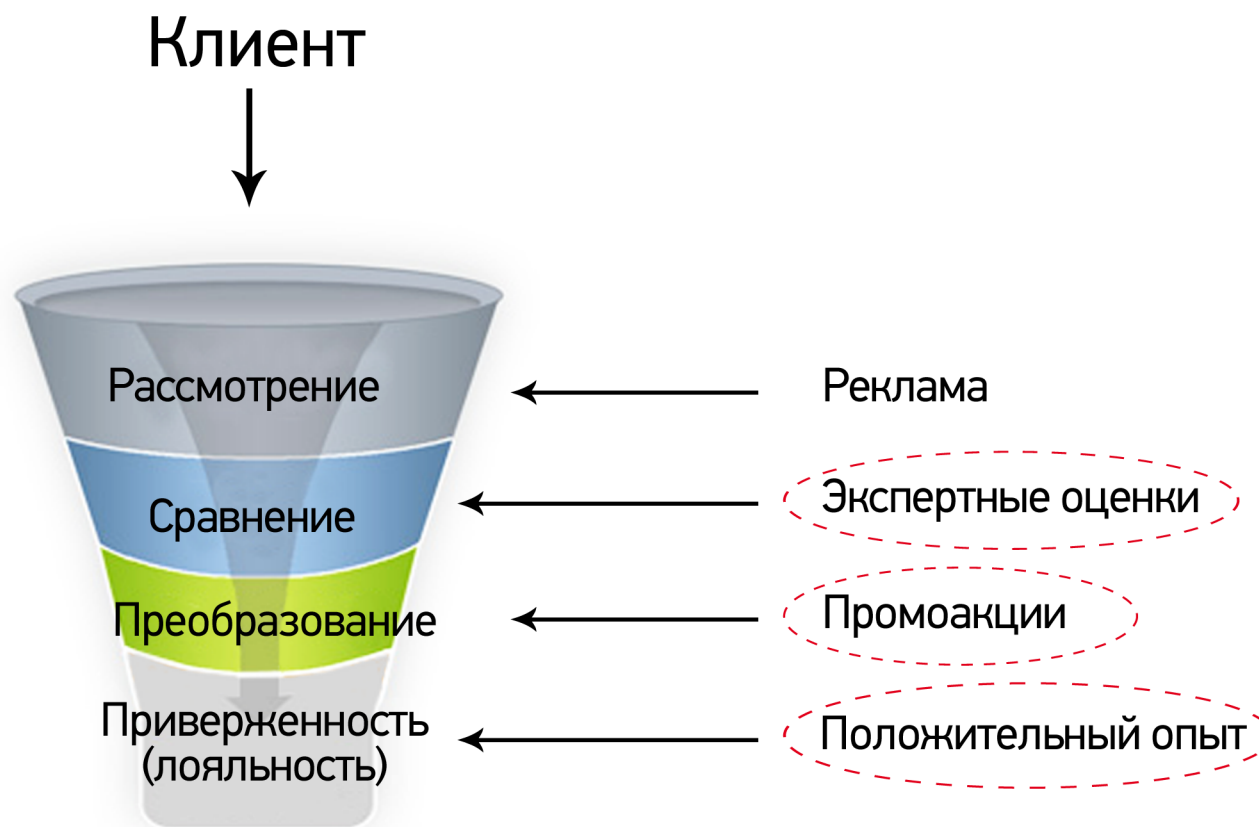 Клиент
Рассмотрение
Реклама
Сравнение
Экспертные оценки
Преобразование
Промоакции
Приверженность
(лояльность)
Положительный опыт